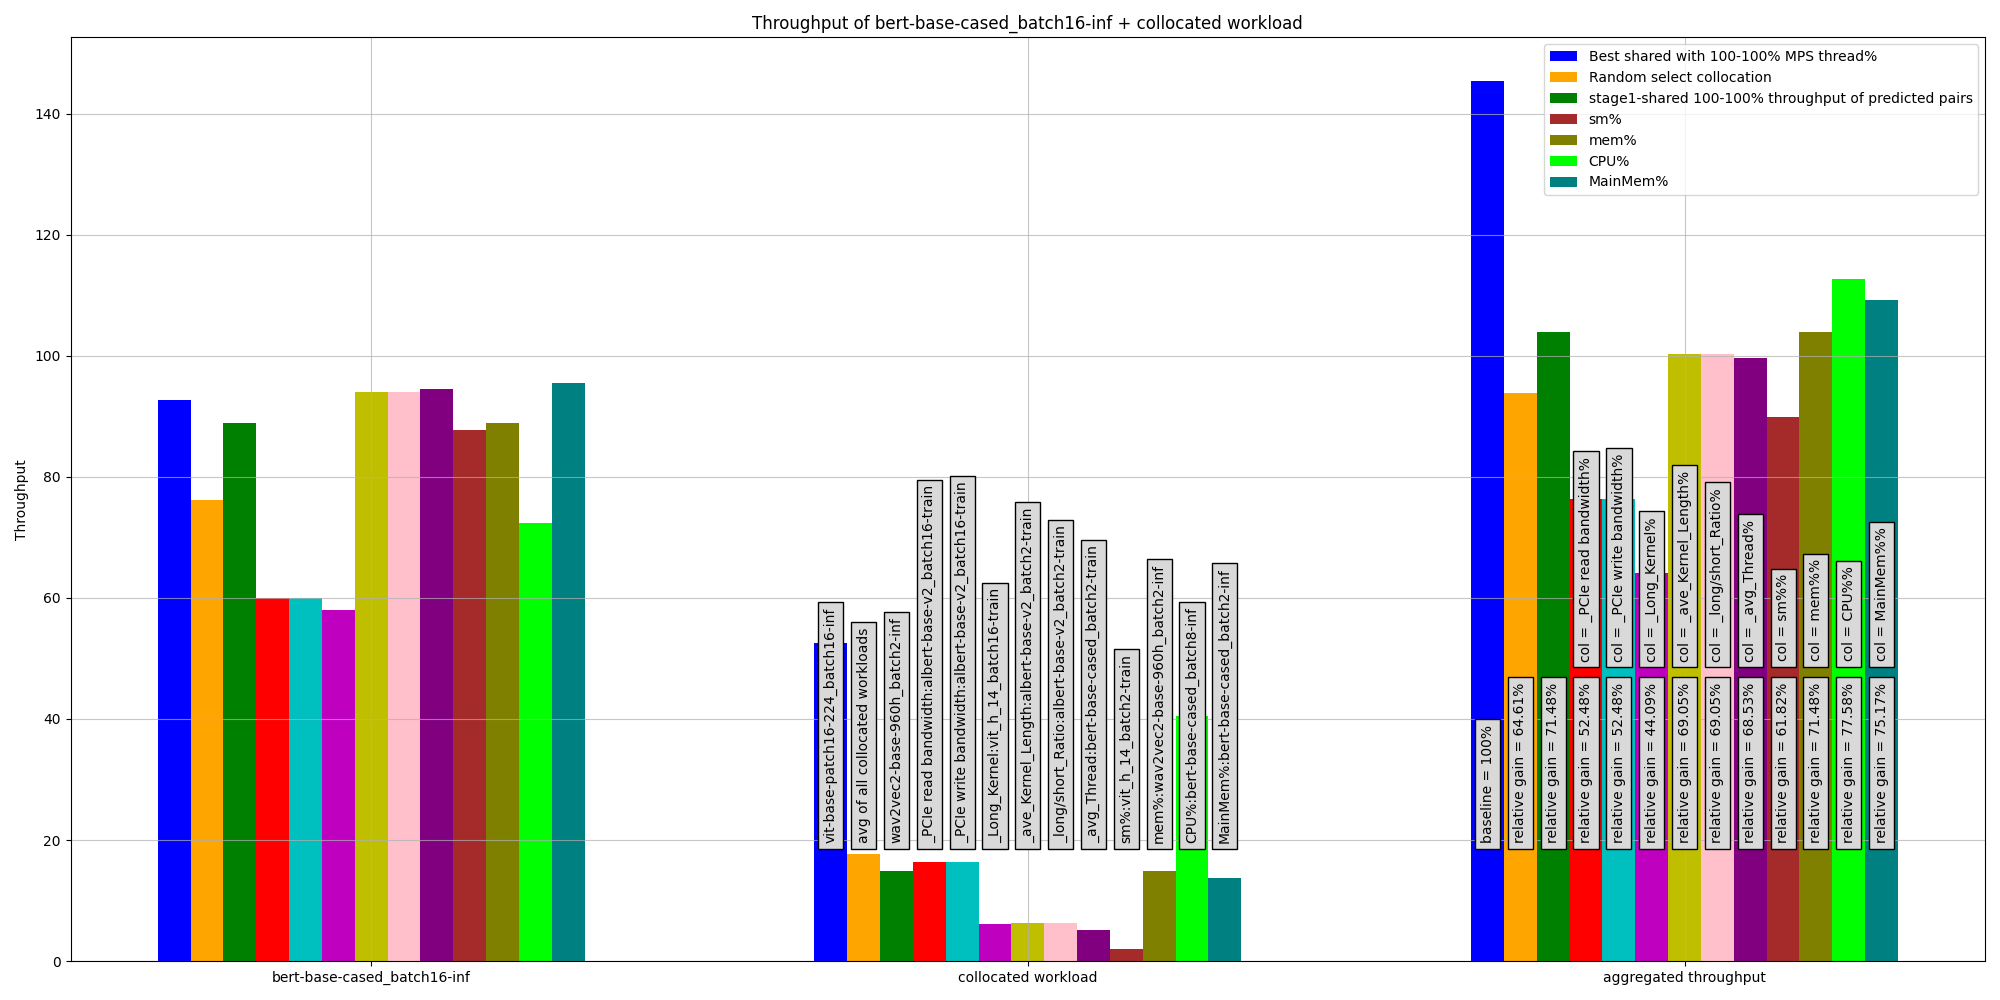 Throughput of bert-base-cased_batch16-inf + collocated workload
Best shared with 100-100% MPS thread%
Random select collocation
stage1-shared 100-100% throughput of predicted pairs
sm%
mem%
CPU%
MainMem%
Throughput
140
120
100
80
60
40
20
0
vit-base-patch16-224_batch16-inf
avg of all collocated workloads
wav2vec2-base-960h_batch2-inf
_PCIe read bandwidth:albert-base-v2_batch16-train
_PCIe write bandwidth:albert-base-v2_batch16-train
_Long_Kernel:vit_h_14_batch16-train
_ave_Kernel_Length:albert-base-v2_batch2-train
_long/short_Ratio:albert-base-v2_batch2-train
_avg_Thread:bert-base-cased_batch2-train
sm%:vit_h_14_batch2-train
mem%:wav2vec2-base-960h_batch2-inf
CPU%:bert-base-cased_batch8-inf
MainMem%:bert-base-cased_batch2-inf
col = _PCIe read bandwidth%
col = _PCIe write bandwidth%
col = _Long_Kernel%
col = _ave_Kernel_Length%
col = _long/short_Ratio%
col = _avg_Thread%
col = sm%%
col = mem%%
col = CPU%%
col = MainMem%%
baseline = 100%
relative gain = 64.61%
relative gain = 71.48%
relative gain = 52.48%
relative gain = 52.48%
relative gain = 44.09%
relative gain = 69.05%
relative gain = 69.05%
relative gain = 68.53%
relative gain = 61.82%
relative gain = 71.48%
relative gain = 77.58%
relative gain = 75.17%
bert-base-cased_batch16-inf
collocated workload
aggregated throughput